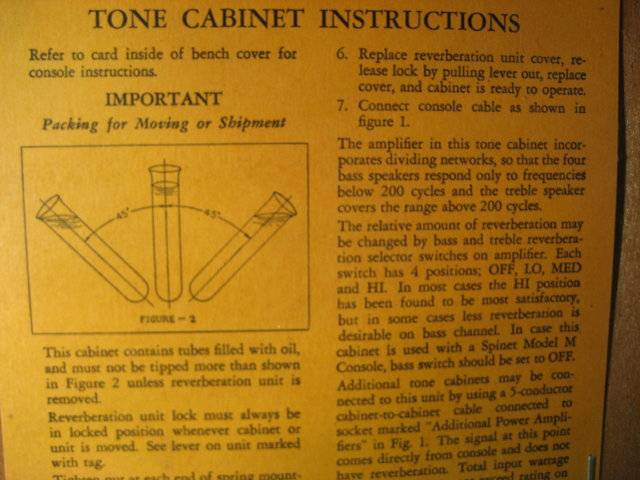 TONE CABINET INSTRUCTIONS
Refer to card inside of bench cover for
console instructions.
IMPORTANT
Packing for Moving or Shipment
45°
45°
FIGURE - 2
This cabinet contains tubes filled with oil,
and must not be tipped more than shown
in Figure 2 unless reverberation unit is
removed.
Reverberation unit lock must always be
in locked position whenever cabinet or
unit is moved. See lever on unit marked
with tag.
Tighten nut at each end of spring mount-
6. Replace reverberation unit cover, re-
lease lock by pulling lever out, replace
cover, and cabinet is ready to operate.
7. Connect console cable as shown in
figure 1.
The amplifier in this tone cabinet incor-
porates dividing networks, so that the four
bass speakers respond only to frequencies
below 200 cycles and the treble speaker
covers the range above 200 cycles.
The relative amount of reverberation may
be changed by bass and treble reverbera-
tion selector switches on amplifier. Each
switch has 4 positions; OFF, LO, MED
and HI. In most cases the HI position
has been found to be most satisfactory,
but in some cases less reverberation is
desirable on bass channel. In case this
cabinet is used with a Spinet Model M
Console, bass switch should be set to OFF.
Additional tone cabinets may be con-
nected to this unit by using a 5-conductor
cabinet-to-cabinet cable connected to
socket marked "Additional Power Ampli-
fiers" in Fig. 1. The signal at this point
comes directly from console and does not
have reverberation. Total input wattage
rating on